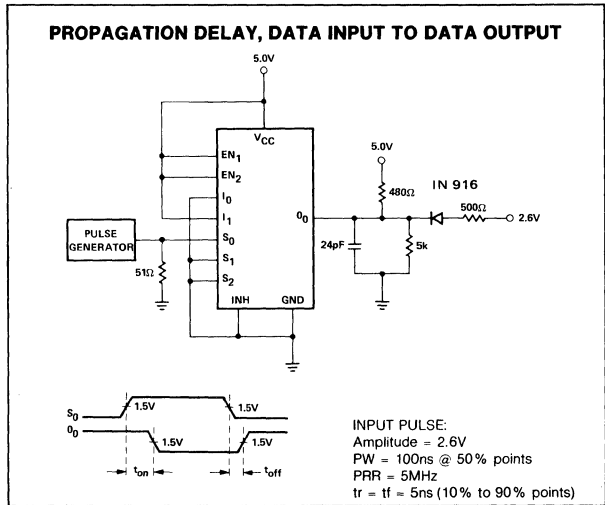 PROPAGATION DELAY, DATA INPUT TO DATA OUTPUT
5.0V
VCC
EN1
EN2
I0
I1
S0
S1
S2
INH
GND
O0
PULSE
GENERATOR
51Ω
5.0V
480Ω
IN 916
500Ω
2.6V
24pF
5k
S0
1.5V
1.5V
O0
1.5V
1.5V
ton
toff
INPUT PULSE:
Amplitude = 2.6V
PW = 100ns @ 50% points
PRR = 5MHz
tr = tf = 5ns (10% to 90% points)